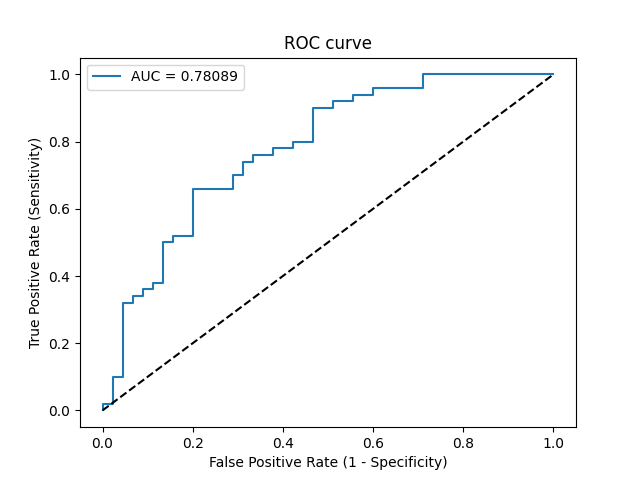 ROC curve
AUC = 0.78089
True Positive Rate (Sensitivity)
1.0
0.8
0.6
0.4
0.2
0.0
0.0 0.2 0.4 0.6 0.8 1.0
False Positive Rate (1 - Specificity)